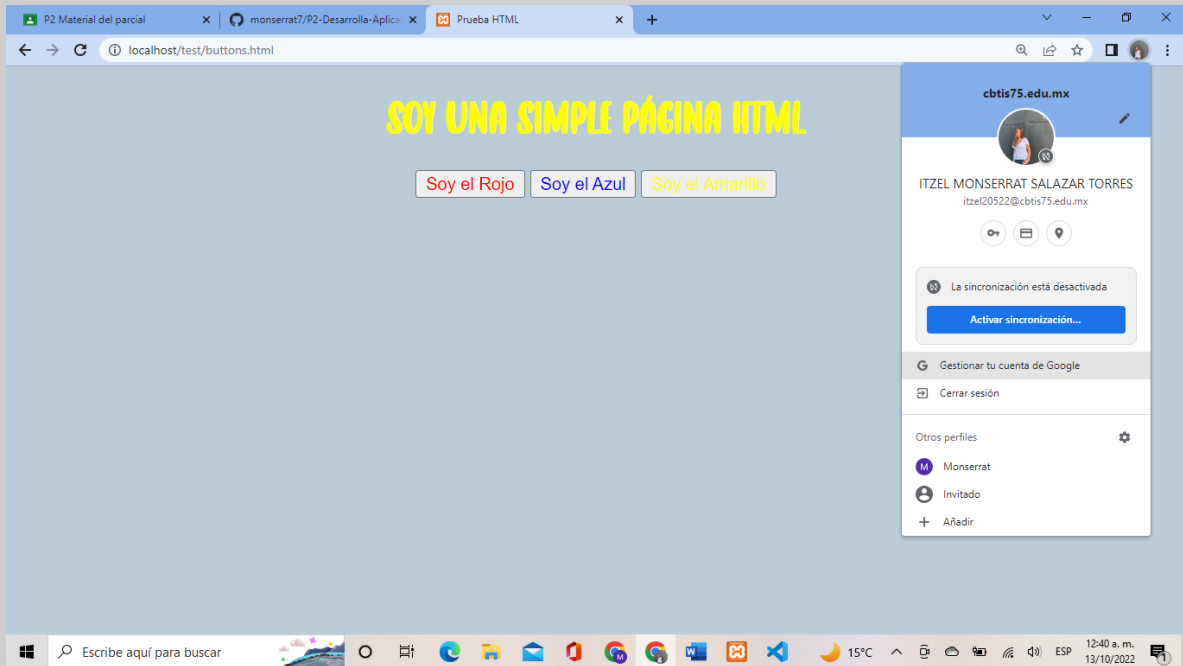 P2 Material del parcial
monserrat7/P2-Desarrolla-Aplica
Prueba HTML
localhost/test/buttons.html
SOY UNA SIMPLE PÁGINA HTML
Soy el Rojo
Soy el Azul
Soy el Amarillo
cbtis75.edu.mx
ITZEL MONSERRAT SALAZAR TORRES
itzel20522@cbtis75.edu.mx
La sincronización está desactivada
Activar sincronización...
G Gestionar tu cuenta de Google
Cerrar sesión
Otros perfiles
M Monserrat
Invitado
Añadir
Escribe aquí para buscar
15°C
ESP
12:40 a. m.
13/10/2022
1